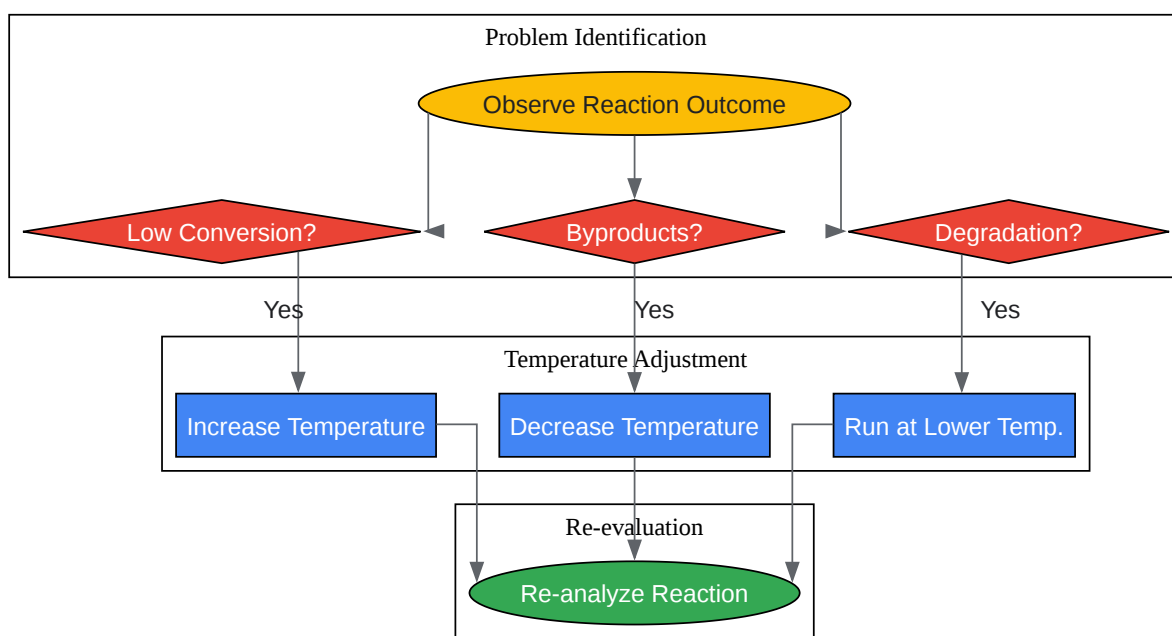 Problem Identification
Observe Reaction Outcome
Low Conversion?
Byproducts?
Degradation?
Yes
Yes
Yes
Temperature Adjustment
Increase Temperature
Decrease Temperature
Run at Lower Temp.
Re-evaluation
Re-analyze Reaction